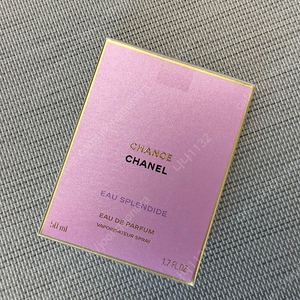 CHANCE
CHANEL
EAU SPLENDIDE
EAU DE PARFUM
VAPORISATEUR SPRAY
50 ml
1.7 FL.OZ.